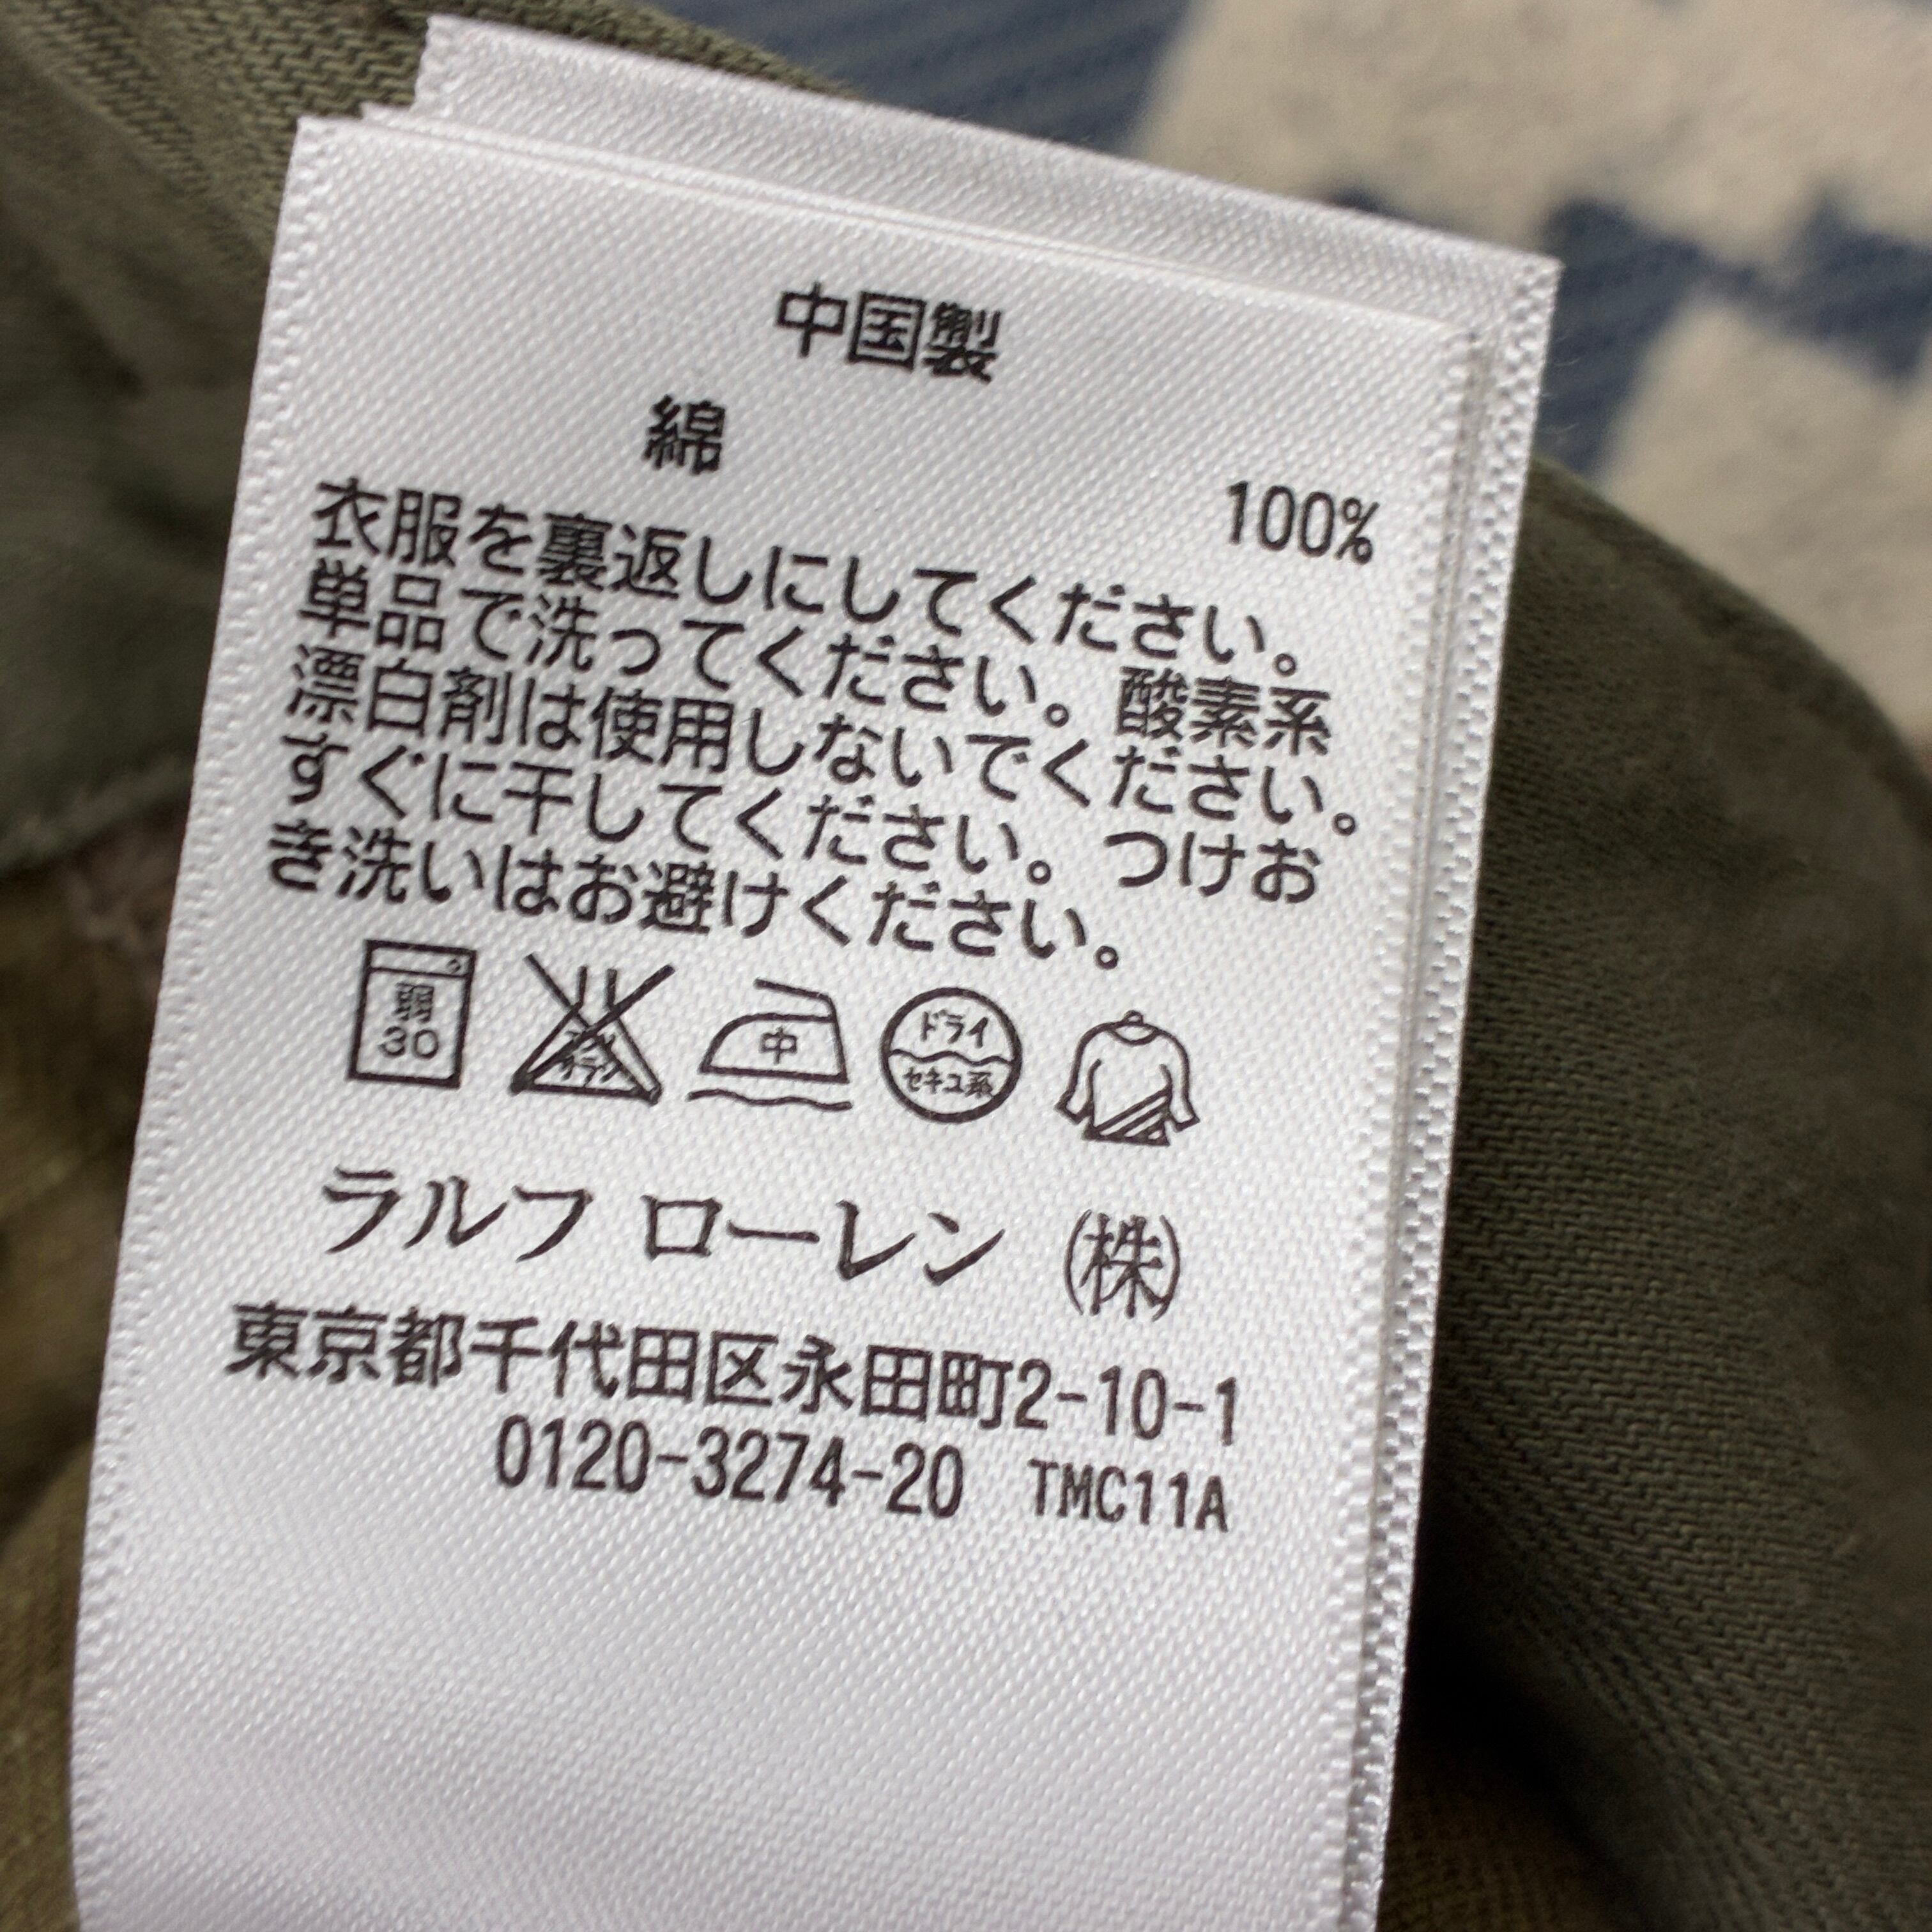 中国製
綿 100%
衣服を裏返しにしてください。
単品で洗ってください。酸素系
漂白剤は使用しないでください。
すぐに干してください。つけお
き洗いはお避けください。
弱 30
中
ドライ セキユ系
ラルフ ローレン ㈱
東京都千代田区永田町2-10-1
0120-3274-20 TMC11A